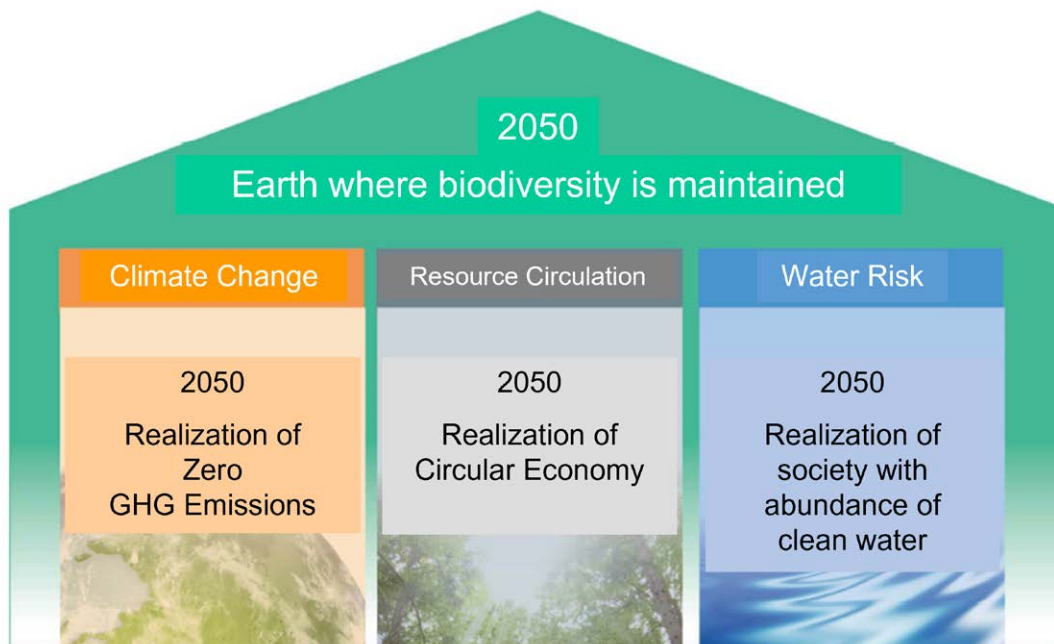 2050
Earth where biodiversity is maintained
Climate Change
2050
Realization of
Zero
GHG Emissions
Resource Circulation
2050
Realization of
Circular Economy
Water Risk
2050
Realization of
society with
abundance of
clean water